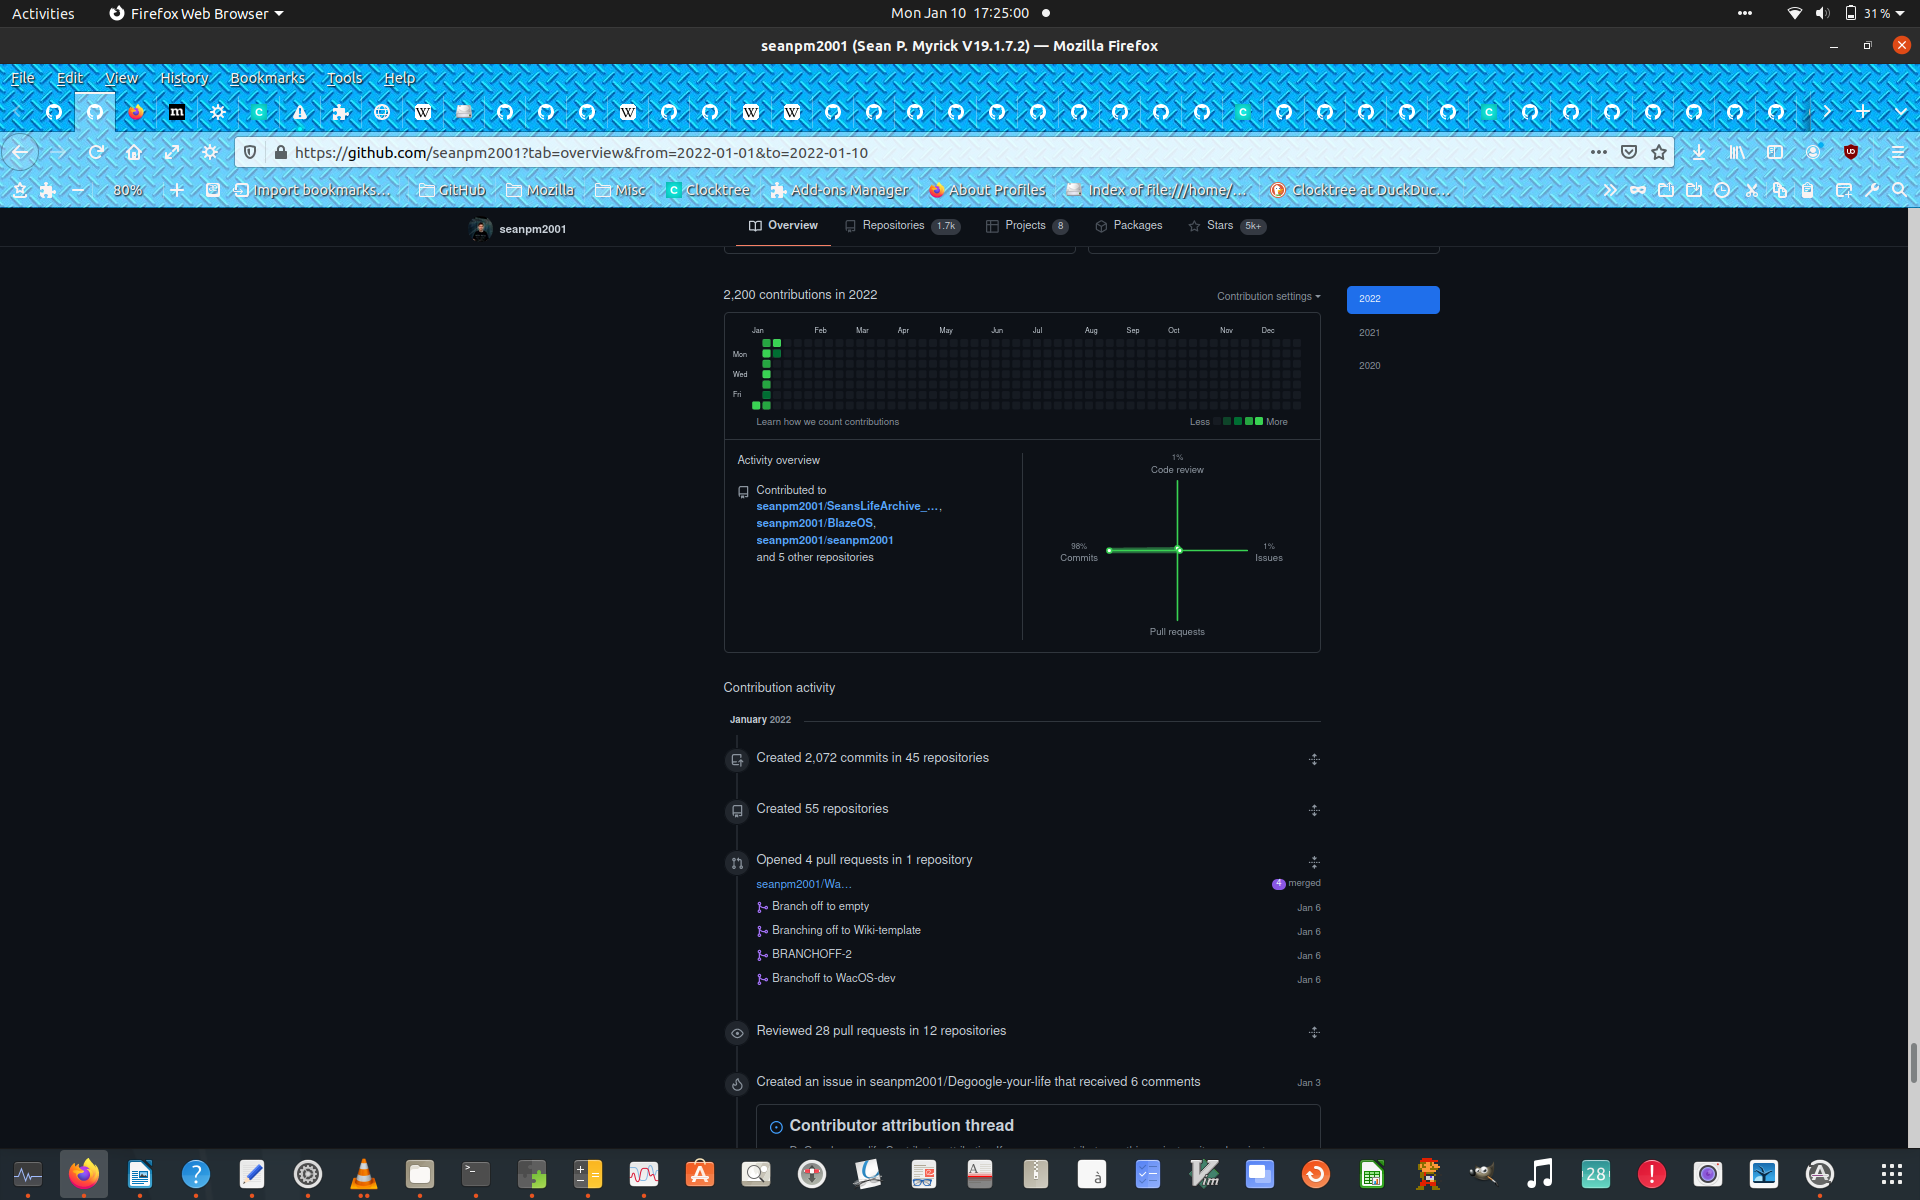 Activities Firefox Web Browser Mon Jan 10 17:25:00 31%
seanpm2001 (Sean P. Myrick V19.1.7.2) — Mozilla Firefox
File Edit View History Bookmarks Tools Help
https://github.com/seanpm2001?tab=overview&from=2022-01-01&to=2022-01-10
80% Import bookmarks... GitHub Mozilla Misc Clocktree Add-ons Manager About Profiles Index of file:///home/... Clocktree at DuckDuc...
seanpm2001 Overview Repositories 1.7k Projects 8 Packages Stars 5k+
2,200 contributions in 2022 Contribution settings 2022
2021
2020
Jan Feb Mar Apr May Jun Jul Aug Sep Oct Nov Dec
Mon
Wed
Fri
Learn how we count contributions Less More
Activity overview
Contributed to
seanpm2001/SeansLifeArchive_...,
seanpm2001/BlazeOS,
seanpm2001/seanpm2001
and 5 other repositories
1%
Code review
98%
Commits
1%
Issues
Pull requests
Contribution activity
January 2022
Created 2,072 commits in 45 repositories
Created 55 repositories
Opened 4 pull requests in 1 repository
seanpm2001/Wa... 4 merged
Branch off to empty Jan 6
Branching off to Wiki-template Jan 6
BRANCHOFF-2 Jan 6
Branchoff to WacOS-dev Jan 6
Reviewed 28 pull requests in 12 repositories
Created an issue in seanpm2001/Degoogle-your-life that received 6 comments Jan 3
Contributor attribution thread
28